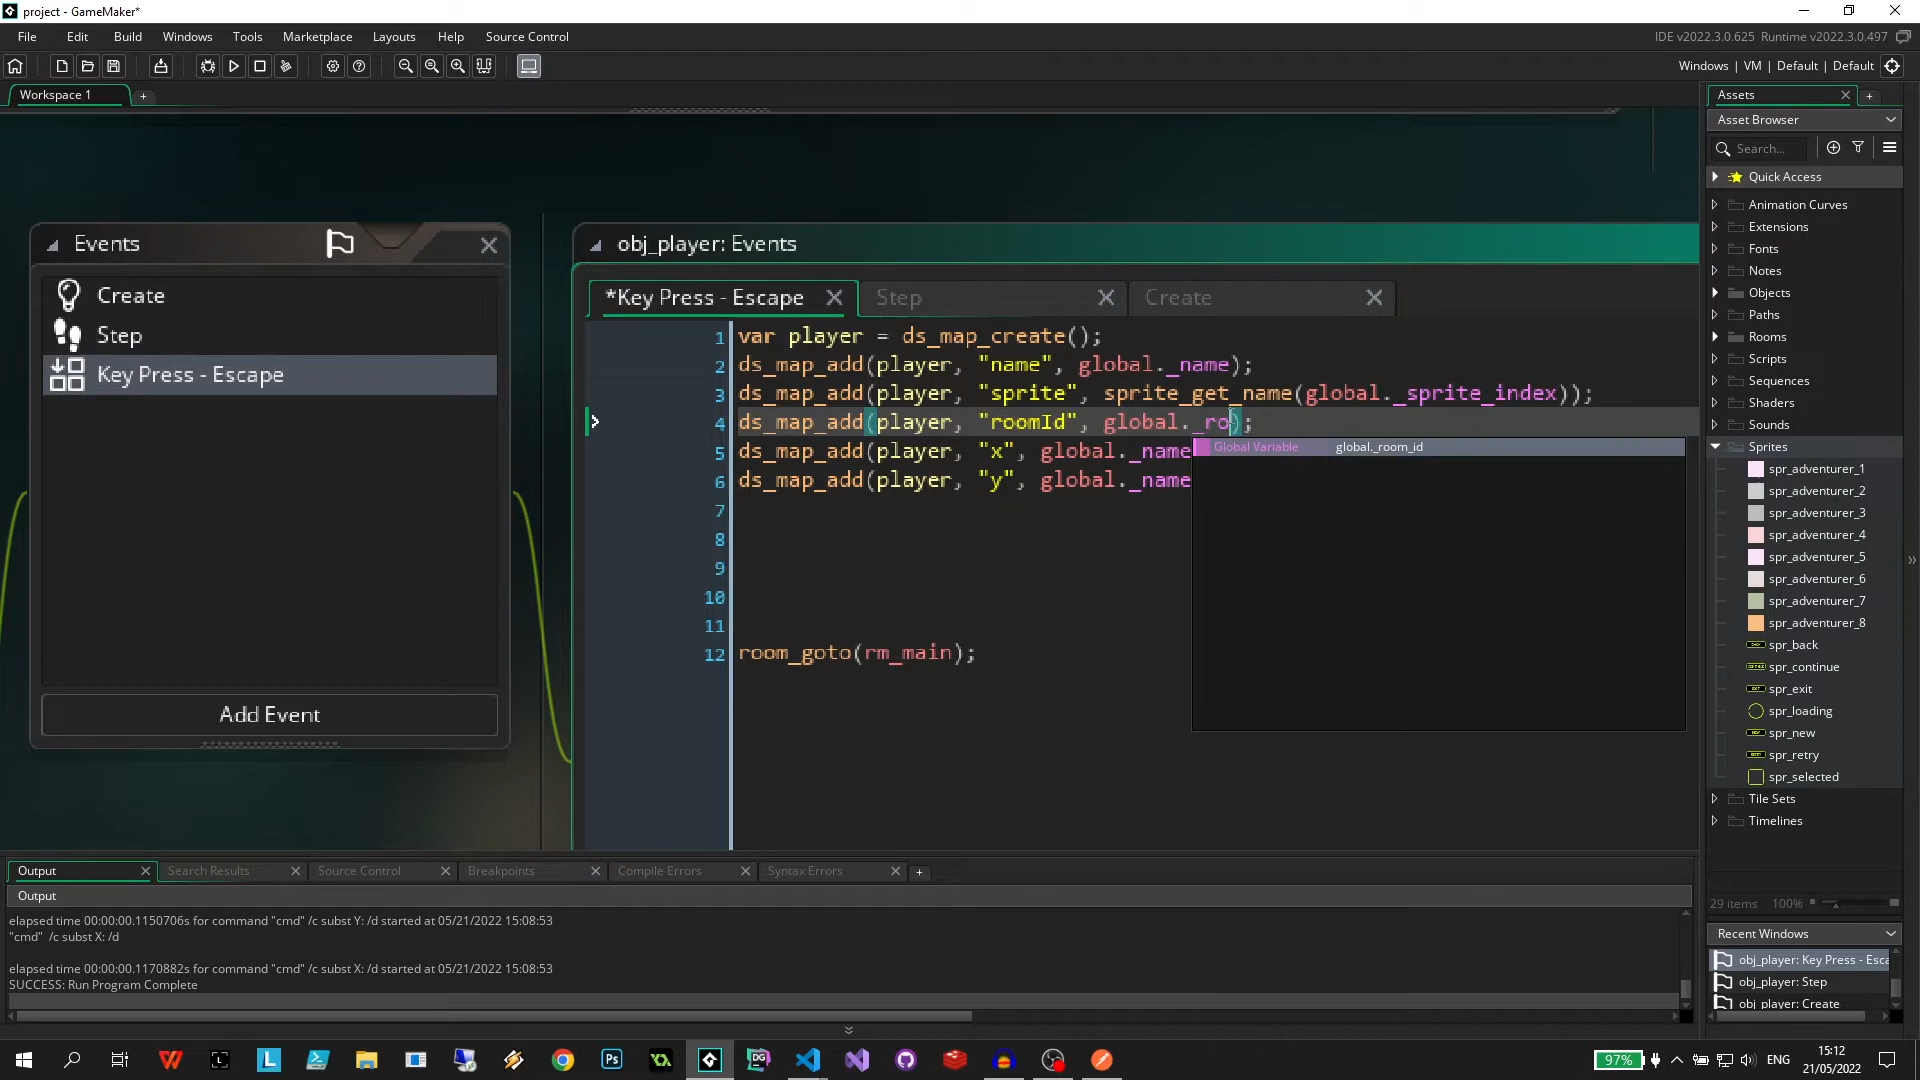 project - GameMaker*
File Edit Build Windows Tools Marketplace Layouts Help Source Control
IDE v2022.3.0.625 Runtime v2022.3.0.497
Windows | VM | Default | Default
Workspace 1
Events
Create
Step
Key Press - Escape
Add Event
obj_player: Events
*Key Press - Escape
Step
Create
1 var player = ds_map_create();
2 ds_map_add(player, "name", global._name);
3 ds_map_add(player, "sprite", sprite_get_name(global._sprite_index));
4 ds_map_add(player, "roomId", global._ro);
Global Variable global._room_id
5 ds_map_add(player, "x", global._name
6 ds_map_add(player, "y", global._name
7
8
9
10
11
12 room_goto(rm_main);
Assets
Asset Browser
Search...
Quick Access
Animation Curves
Extensions
Fonts
Notes
Objects
Paths
Rooms
Scripts
Sequences
Shaders
Sounds
Sprites
spr_adventurer_1
spr_adventurer_2
spr_adventurer_3
spr_adventurer_4
spr_adventurer_5
spr_adventurer_6
spr_adventurer_7
spr_adventurer_8
spr_back
spr_continue
spr_exit
spr_loading
spr_new
spr_retry
spr_selected
Tile Sets
Timelines
29 items 100%
Recent Windows
obj_player: Key Press - Esca
obj_player: Step
obj_player: Create
Output Search Results Source Control Breakpoints Compile Errors Syntax Errors
Output
elapsed time 00:00:00.1150706s for command "cmd" /c subst Y: /d started at 05/21/2022 15:08:53
"cmd" /c subst X: /d
elapsed time 00:00:00.1170882s for command "cmd" /c subst X: /d started at 05/21/2022 15:08:53
SUCCESS: Run Program Complete
97%
ENG
15:12
21/05/2022